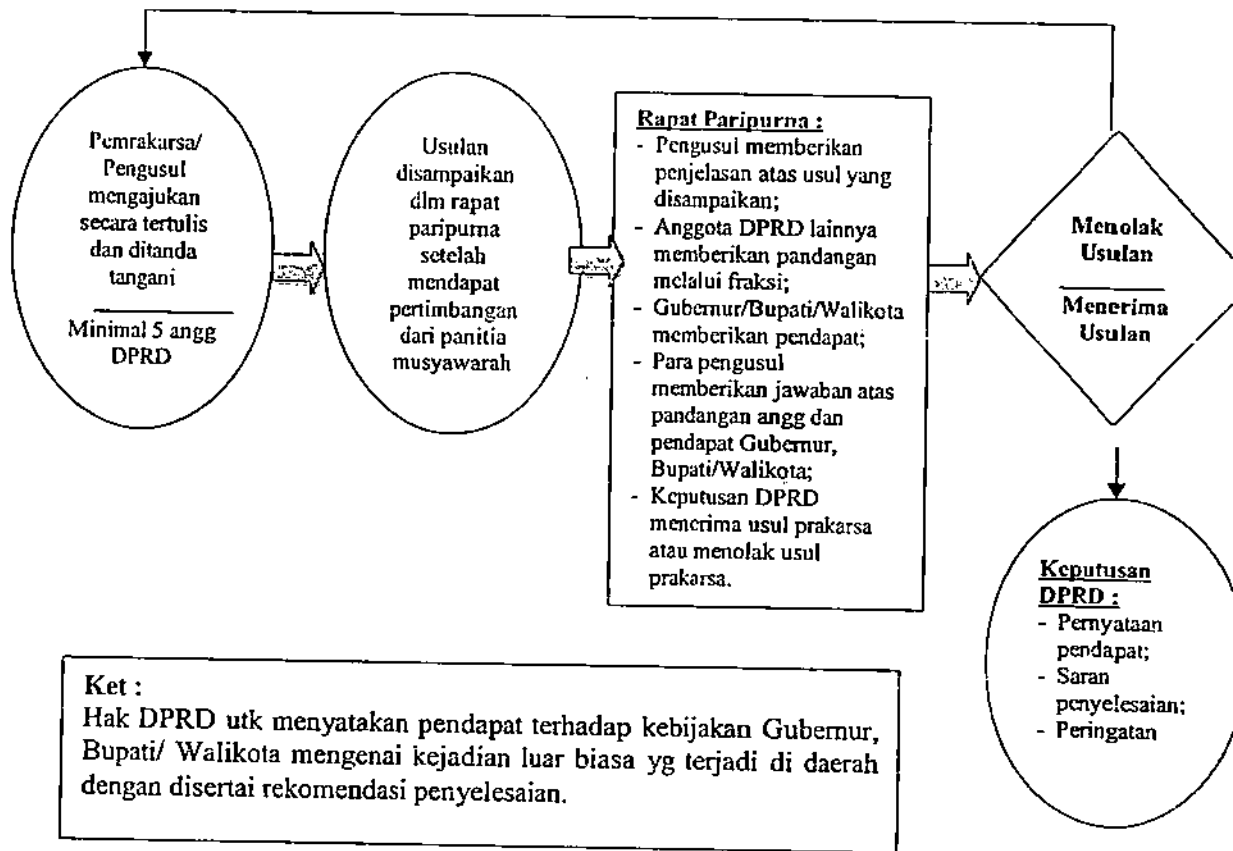 Pemrakarsa/
Pengusul
mengajukan
secara tertulis
dan ditanda
tangani
Minimal 5 angg
DPRD
Usulan
disampaikan
dlm rapat
paripurna
setelah
mendapat
pertimbangan
dari panitia
musyawarah
Rapat Paripurna :
- Pengusul memberikan
penjelasan atas usul yang
disampaikan;
- Anggota DPRD lainnya
memberikan pandangan
melalui fraksi;
- Gubernur/Bupati/Walikota
memberikan pendapat;
- Para pengusul
memberikan jawaban atas
pandangan angg dan
pendapat Gubernur,
Bupati/Walikota;
- Keputusan DPRD
menerima usul prakarsa
atau menolak usul
prakarsa.
Menolak
Usulan
Menerima
Usulan
Keputusan
DPRD :
- Pernyataan
pendapat;
- Saran
penyelesaian;
- Peringatan
Ket :
Hak DPRD utk menyatakan pendapat terhadap kebijakan Gubernur,
Bupati/ Walikota mengenai kejadian luar biasa yg terjadi di daerah
dengan disertai rekomendasi penyelesaian.